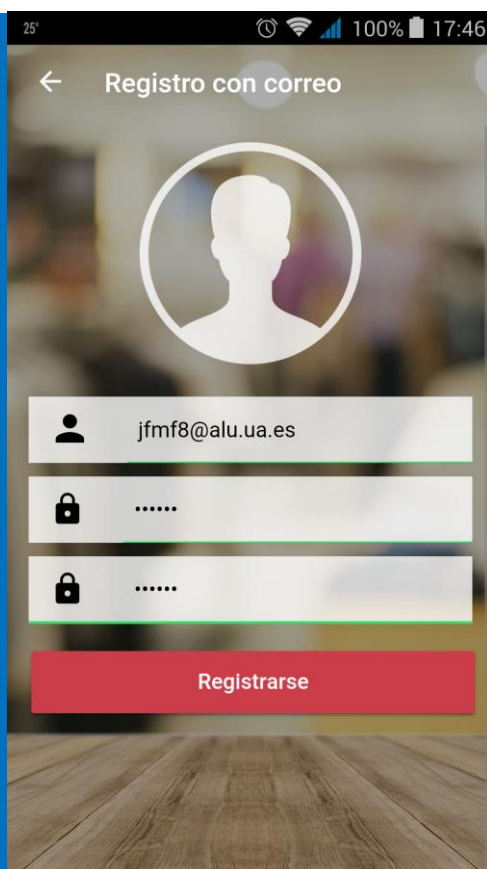 25°
100% 17:46
Registro con correo
jfmf8@alu.ua.es
••••••
••••••
Registrarse